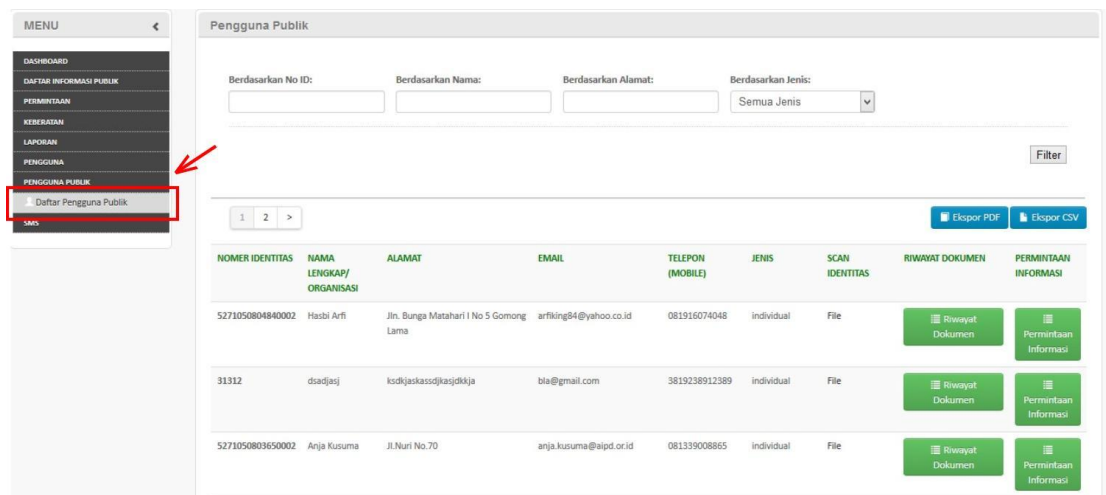 MENU
Pengguna Publik
DASHBOARD
DAFTAR INFORMASI PUBLIK
PERMINTAAN
KEBERATAN
LAPORAN
PENGGUNA
PENGGUNA PUBLIK
Daftar Pengguna Publik
SMS
Berdasarkan No ID: Berdasarkan Nama: Berdasarkan Alamat: Berdasarkan Jenis:
Semua Jenis
Filter
1 2 >
Ekspor PDF Ekspor CSV
NOMER IDENTITAS NAMA ALAMAT EMAIL TELEPON JENIS SCAN RIWAYAT DOKUMEN PERMINTAAN
LENGKAP/ (MOBILE) IDENTITAS INFORMASI
ORGANISASI
5271050804840002 Hasbi Arfi Jln. Bunga Matahari I No 5 Gomong arfiking84@yahoo.co.id 081916074048 individual File Riwayat
Lama Dokumen Permintaan
Informasi
31312 dsadjasj ksdkjaskassdjkasjdkkja bla@gmail.com 3819238912389 individual File Riwayat
Dokumen Permintaan
Informasi
5271050803650002 Anja Kusuma Jl.Nuri No.70 anja.kusuma@aipd.or.id 081339008865 individual File Riwayat
Dokumen Permintaan
Informasi